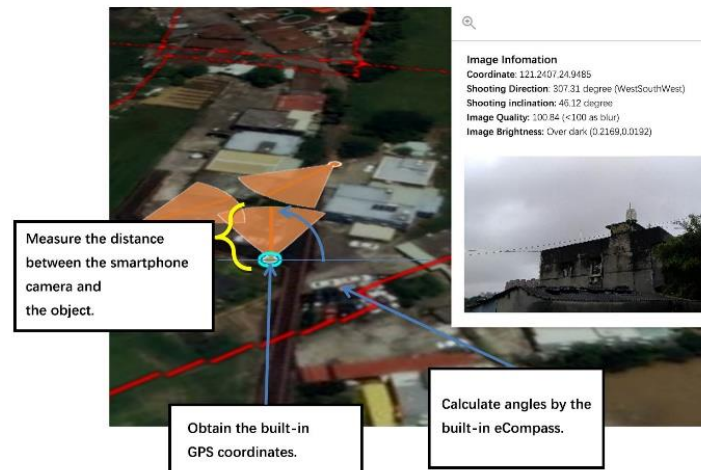 Image Infomation
Coordinate: 121.2407,24.9485
Shooting Direction: 307.31 degree (WestSouthWest)
Shooting inclination: 46.12 degree
Image Quality: 100.84 (<100 as blur)
Image Brightness: Over dark (0.2169,0.0192)
Measure the distance
between the smartphone
camera and
the object.
Obtain the built-in
GPS coordinates.
Calculate angles by the
built-in eCompass.